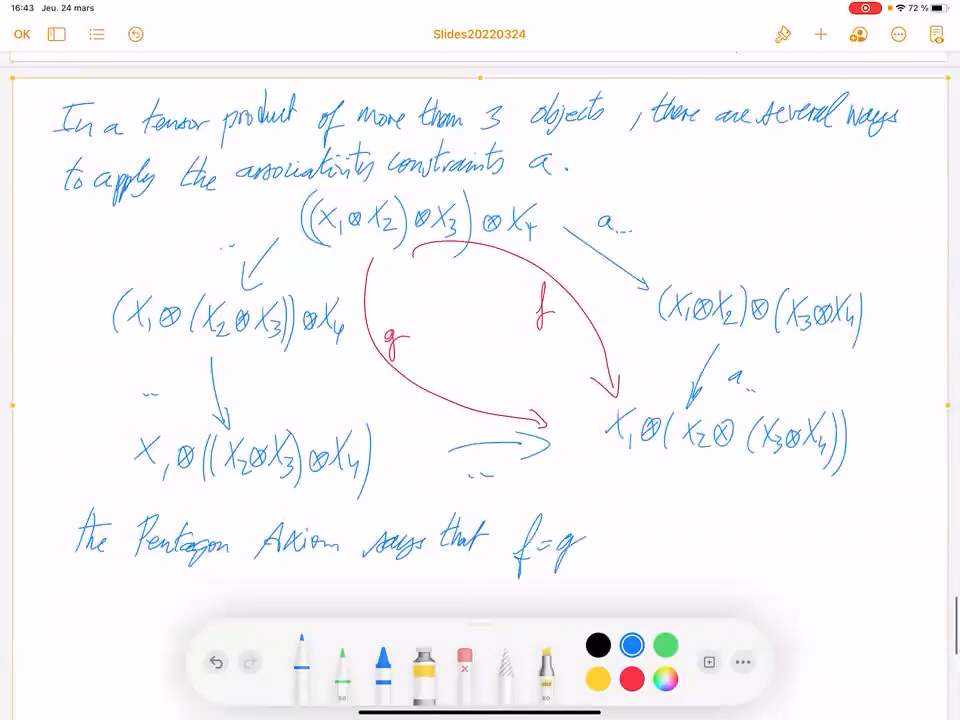 16:43 Jeu. 24 mars 72 %
OK Slides20220324
In a tensor product of more than 3 objects, there are several ways
to apply the associativity constraints a.
((X₁⊗X₂)⊗X₃)⊗X₄ a...
..
(X₁⊗(X₂⊗X₃))⊗X₄ f (X₁⊗X₂)⊗(X₃⊗X₄)
g
.. a..
X₁⊗((X₂⊗X₃)⊗X₄) X₁⊗(X₂⊗(X₃⊗X₄))
..
the Pentagon Axiom says that f=g